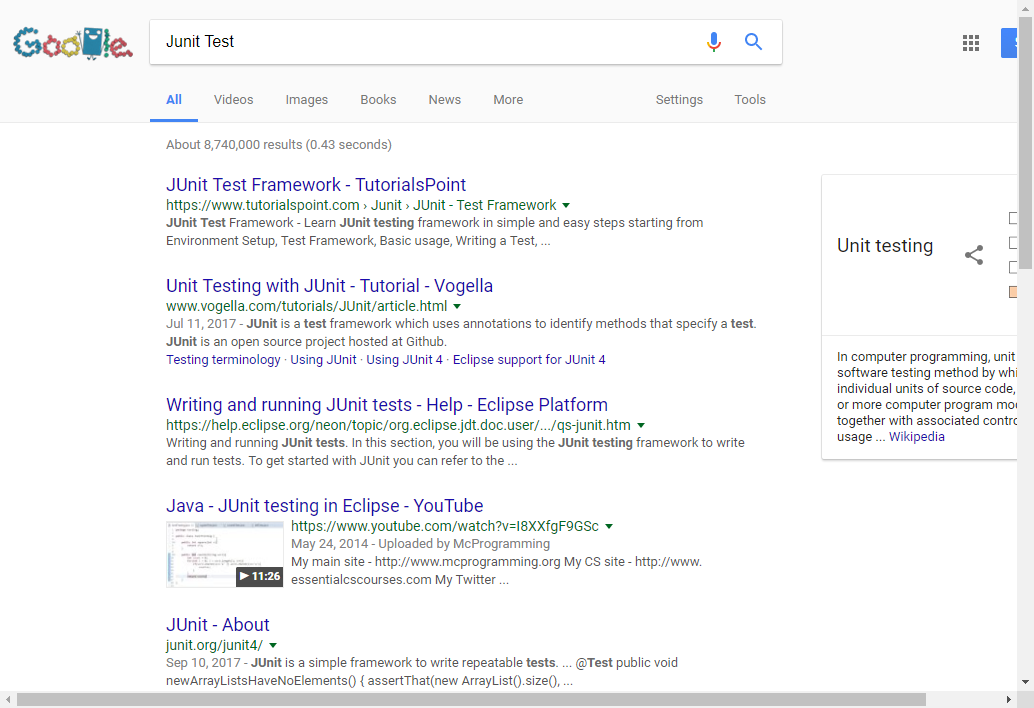 Google
Junit Test
All Videos Images Books News More Settings Tools
About 8,740,000 results (0.43 seconds)
JUnit Test Framework - TutorialsPoint
https://www.tutorialspoint.com › Junit › JUnit - Test Framework
JUnit Test Framework - Learn JUnit testing framework in simple and easy steps starting from
Environment Setup, Test Framework, Basic usage, Writing a Test, ...
Unit Testing with JUnit - Tutorial - Vogella
www.vogella.com/tutorials/JUnit/article.html
Jul 11, 2017 - JUnit is a test framework which uses annotations to identify methods that specify a test.
JUnit is an open source project hosted at Github.
Testing terminology · Using JUnit · Using JUnit 4 · Eclipse support for JUnit 4
Writing and running JUnit tests - Help - Eclipse Platform
https://help.eclipse.org/neon/topic/org.eclipse.jdt.doc.user/.../qs-junit.htm
Writing and running JUnit tests. In this section, you will be using the JUnit testing framework to write
and run tests. To get started with JUnit you can refer to the ...
Java - JUnit testing in Eclipse - YouTube
https://www.youtube.com/watch?v=I8XXfgF9GSc
May 24, 2014 - Uploaded by McProgramming
My main site - http://www.mcprogramming.org My CS site - http://www.
essentialcscourses.com My Twitter ...
11:26
JUnit - About
junit.org/junit4/
Sep 10, 2017 - JUnit is a simple framework to write repeatable tests. ... @Test public void
newArrayListsHaveNoElements() { assertThat(new ArrayList().size(), ...
Unit testing
In computer programming, unit
software testing method by whi
individual units of source code,
or more computer program mod
together with associated contro
usage ... Wikipedia